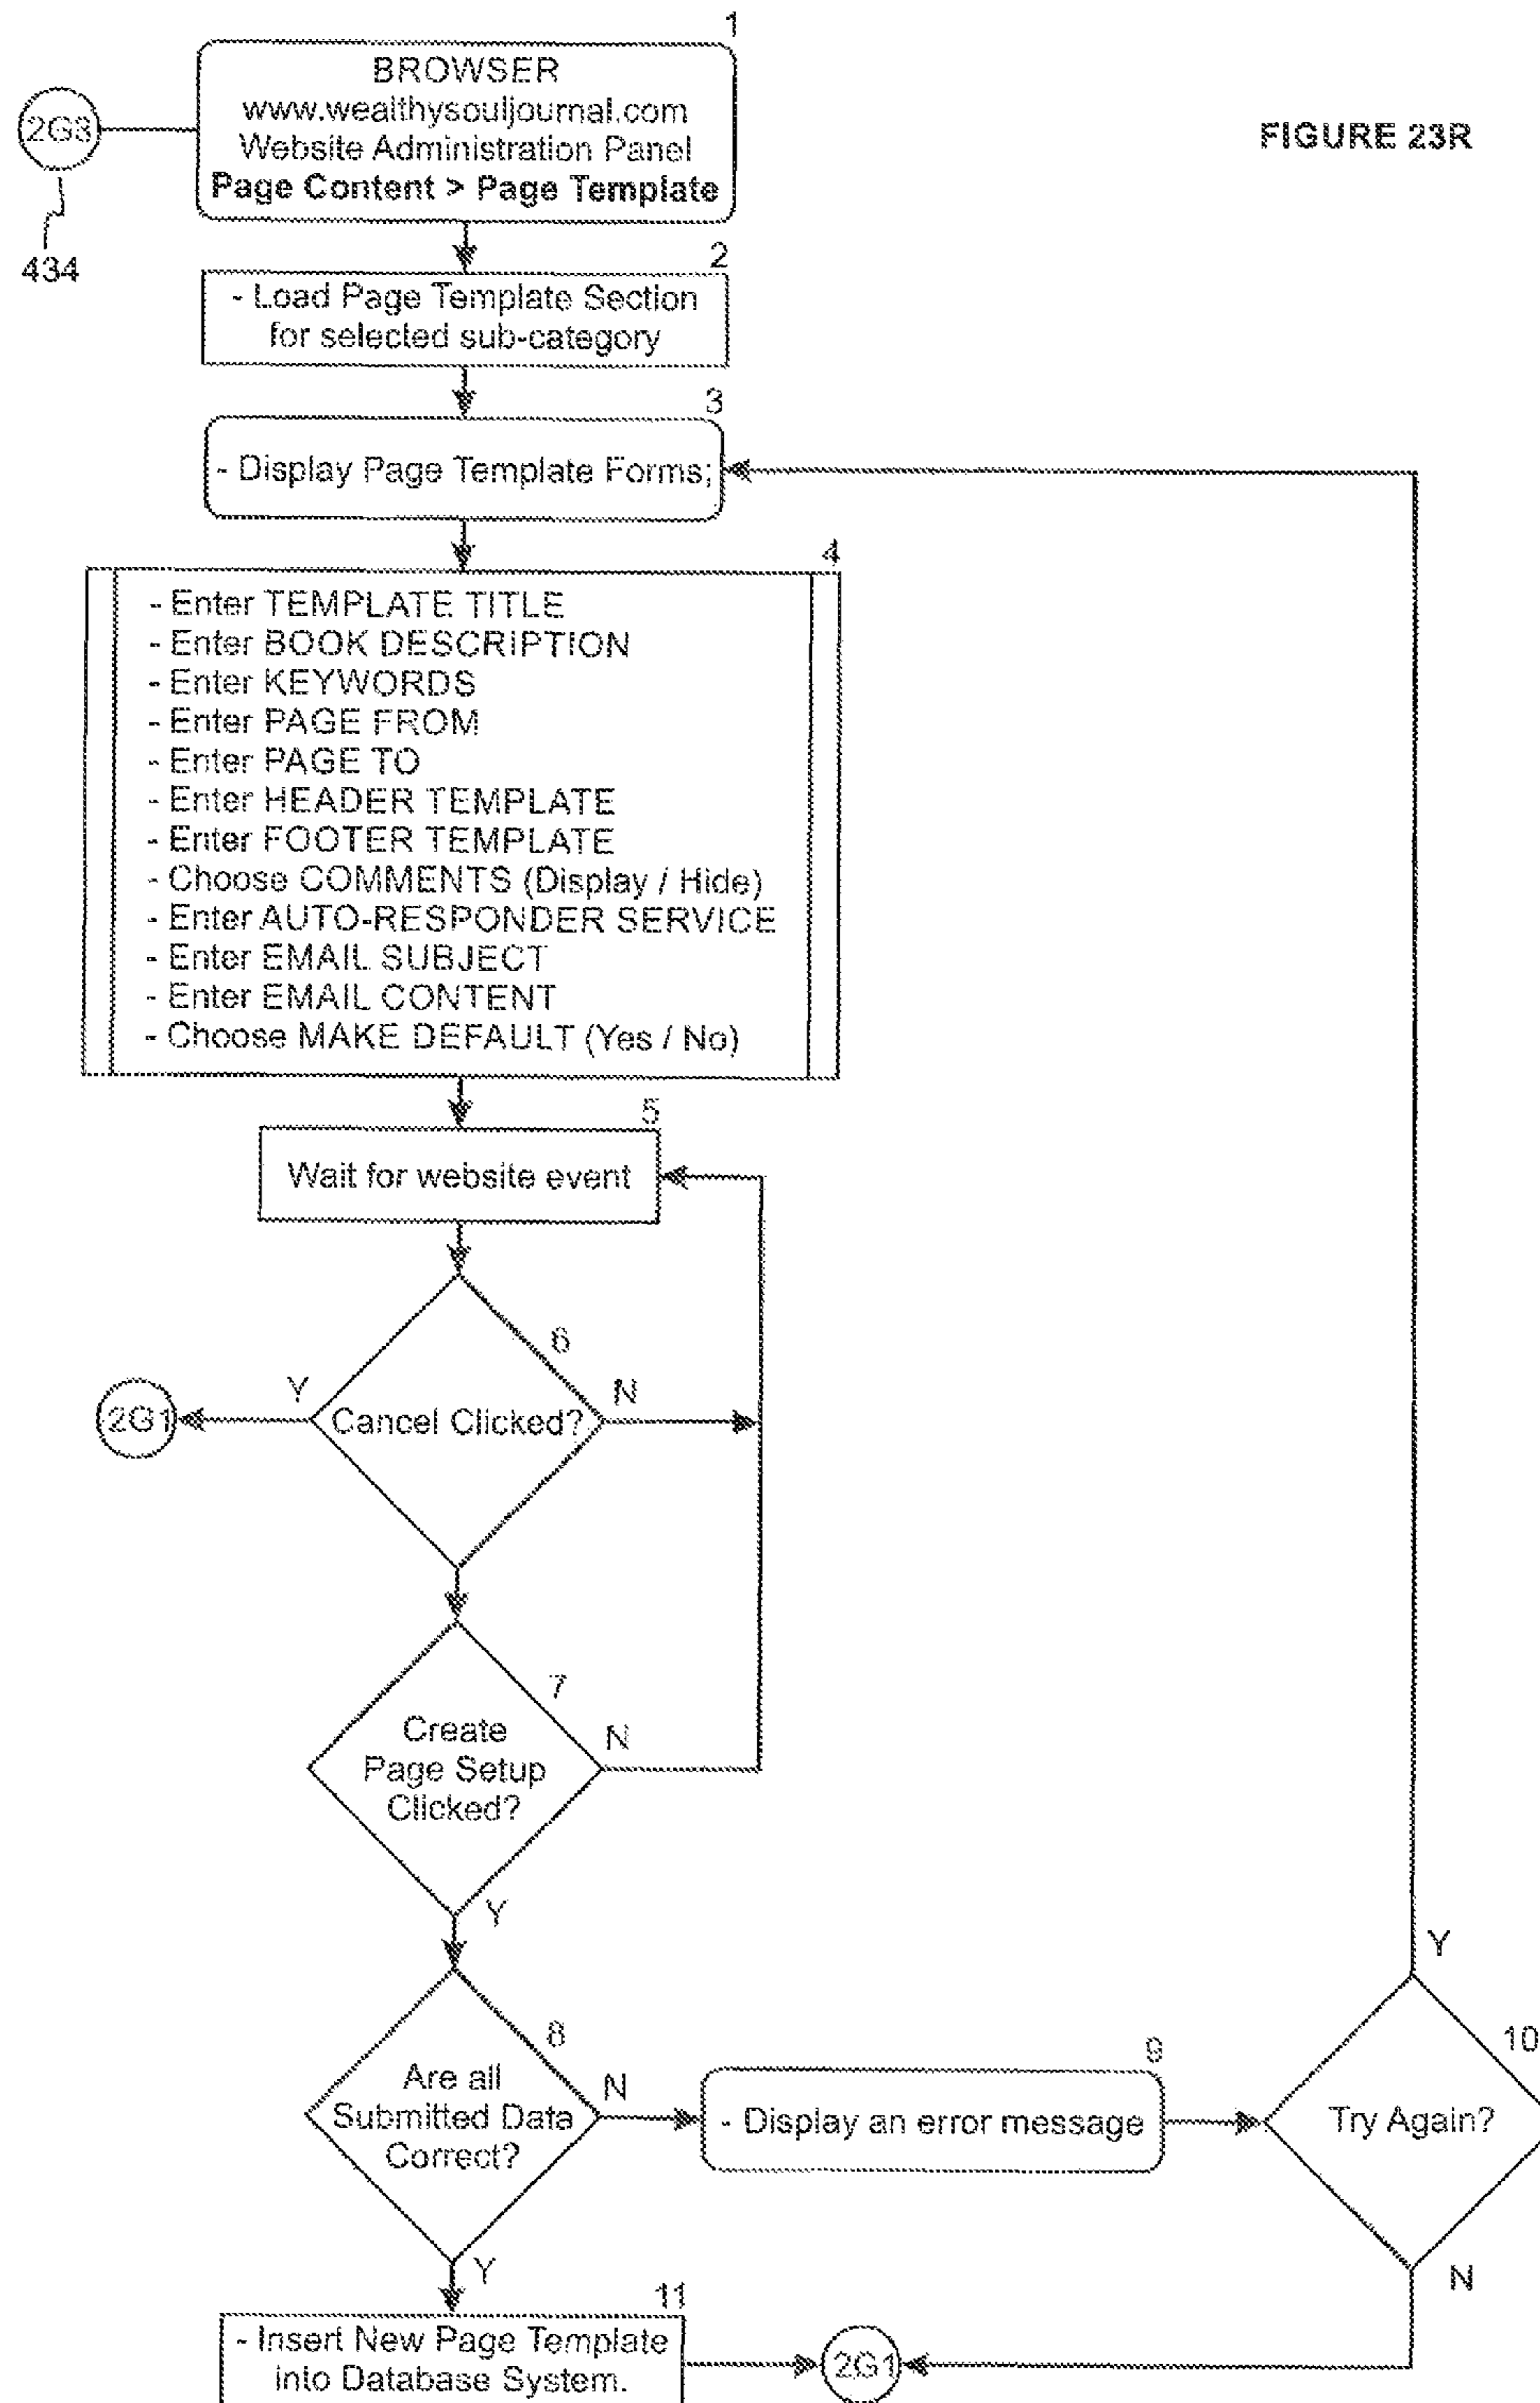 FIGURE 23R
1
BROWSER
www.wealthysouljournal.com
Website Administration Panel
Page Content > Page Template
2G3
434
2
- Load Page Template Section
for selected sub-category
3
- Display Page Template Forms;
4
- Enter TEMPLATE TITLE
- Enter BOOK DESCRIPTION
- Enter KEYWORDS
- Enter PAGE FROM
- Enter PAGE TO
- Enter HEADER TEMPLATE
- Enter FOOTER TEMPLATE
- Choose COMMENTS (Display / Hide)
- Enter AUTO-RESPONDER SERVICE
- Enter EMAIL SUBJECT
- Enter EMAIL CONTENT
- Choose MAKE DEFAULT (Yes / No)
5
Wait for website event
6
Y
N
2G1
Cancel Clicked?
7
Create
Page Setup
Clicked?
N
Y
8
Are all
Submitted Data
Correct?
N
9
- Display an error message
Y
10
Try Again?
N
Y
11
- Insert New Page Template
into Database System.
2G1